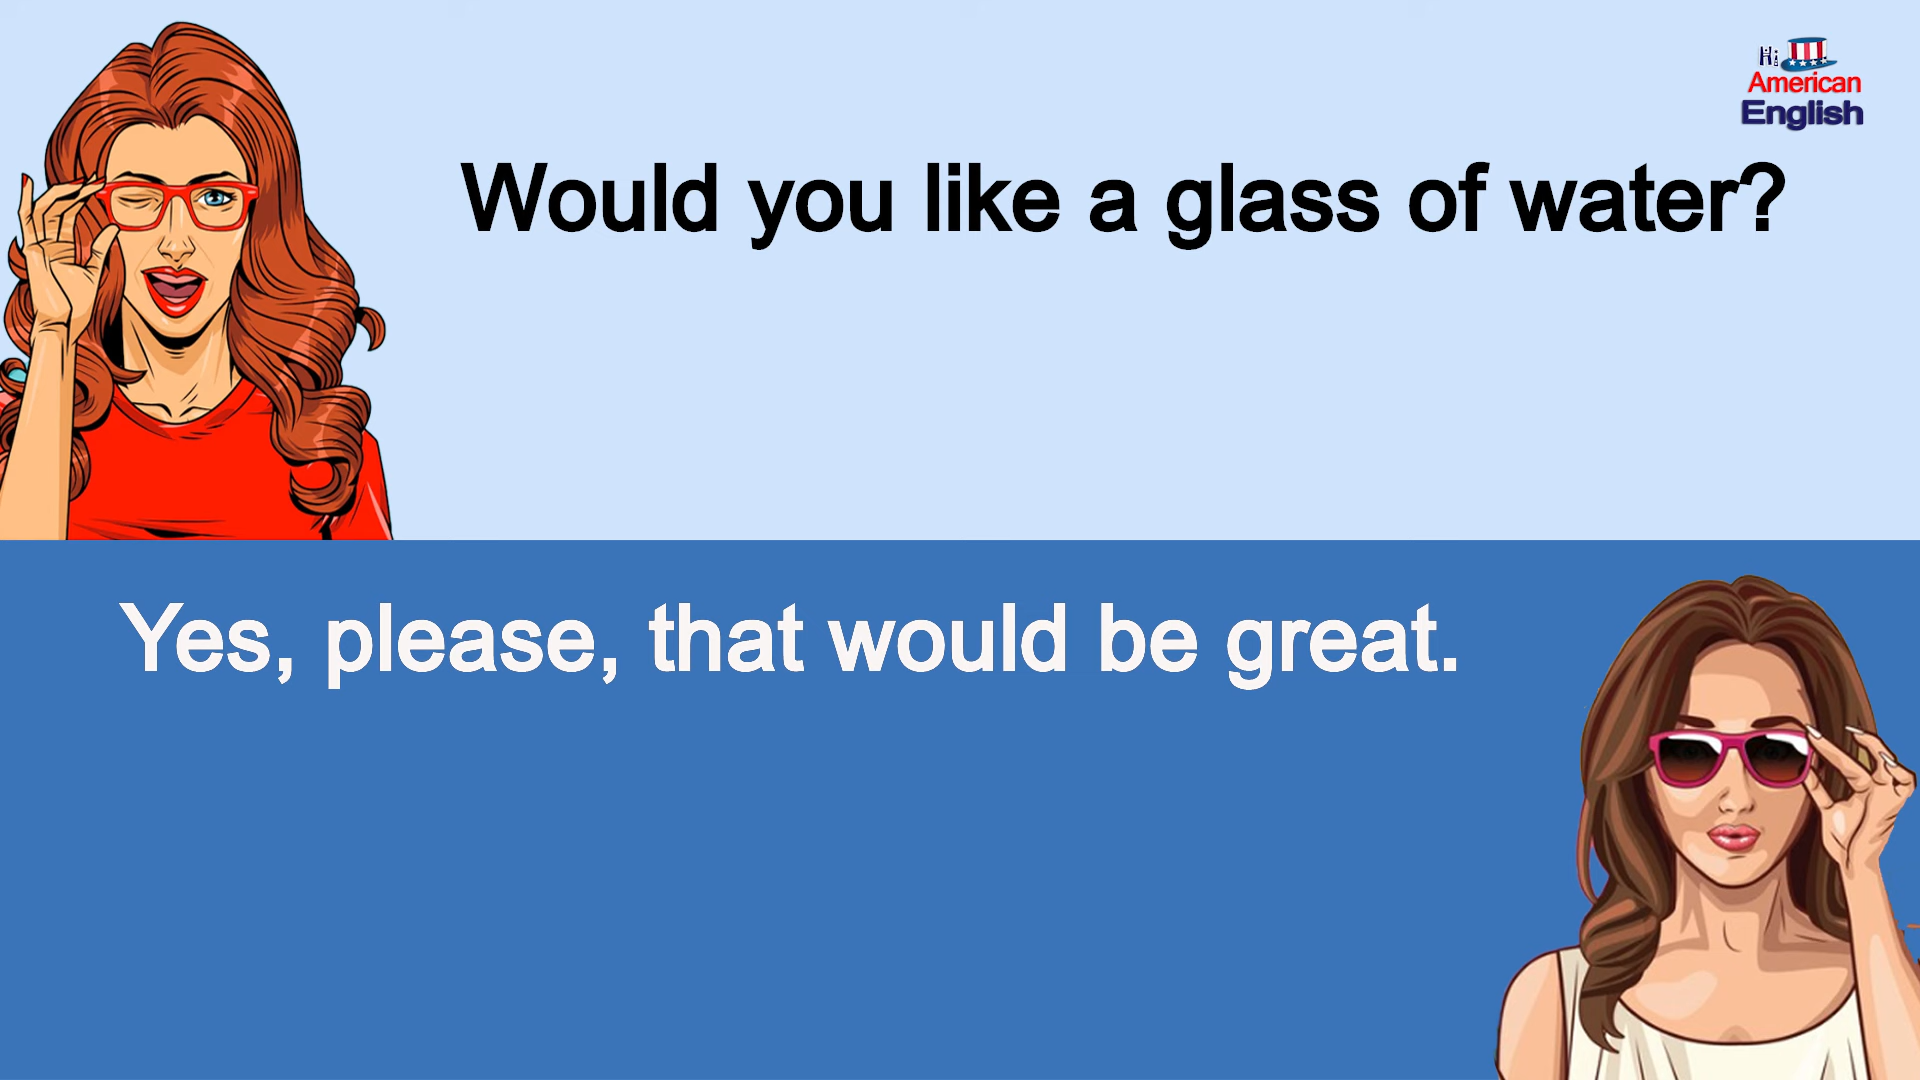 Hi
American
English
Would you like a glass of water?
Yes, please, that would be great.